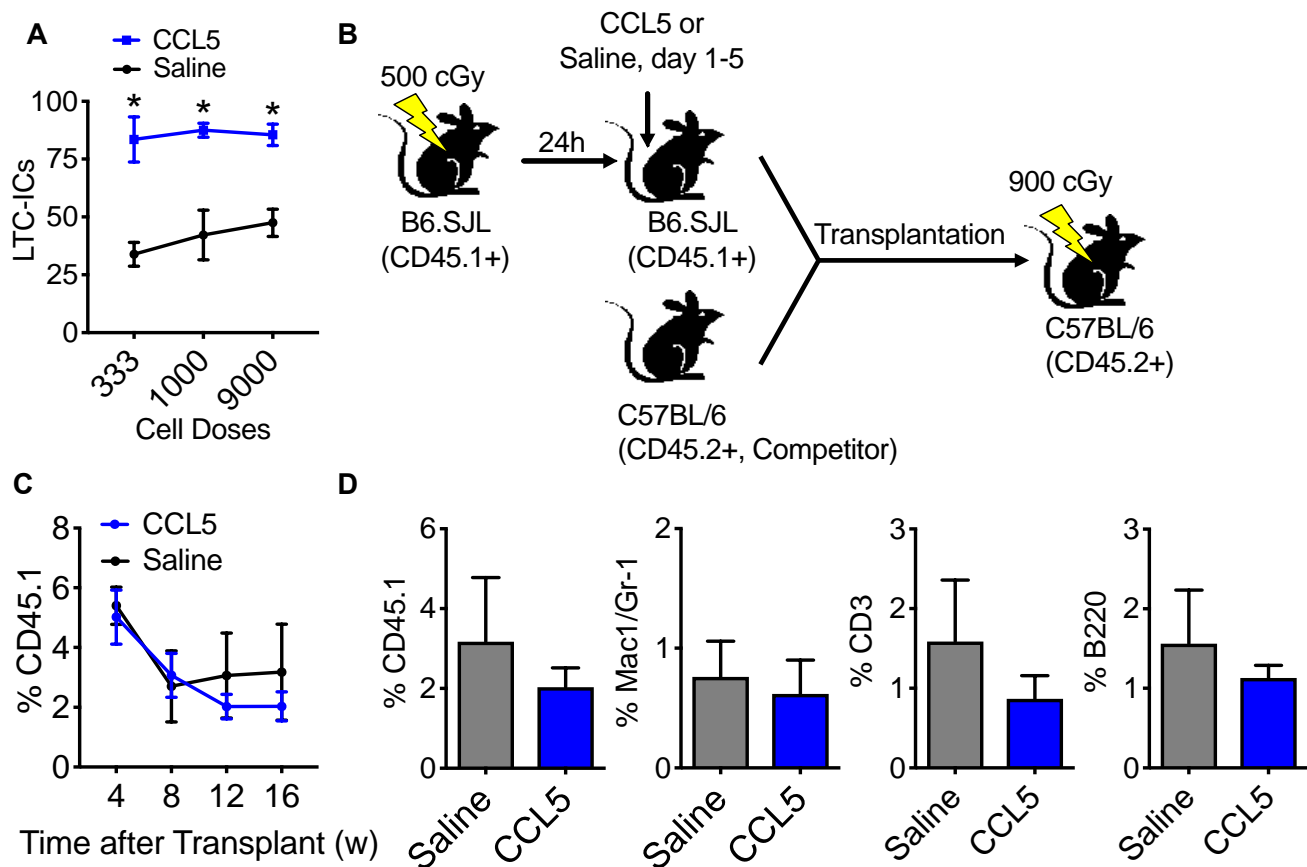 A
CCL5
Saline
LTC-ICs
100
75
50
25
0
* * *
333 1000 9000
Cell Doses
B
500 cGy
B6.SJL
(CD45.1+)
24h
CCL5 or
Saline, day 1-5
B6.SJL
(CD45.1+)
C57BL/6
(CD45.2+, Competitor)
Transplantation
900 cGy
C57BL/6
(CD45.2+)
C
CCL5
Saline
% CD45.1
8
6
4
2
0
4 8 12 16
Time after Transplant (w)
D
% CD45.1
6
4
2
0
Saline CCL5
% Mac1/Gr-1
2
1
0
Saline CCL5
% CD3
3
2
1
0
Saline CCL5
% B220
3
2
1
0
Saline CCL5